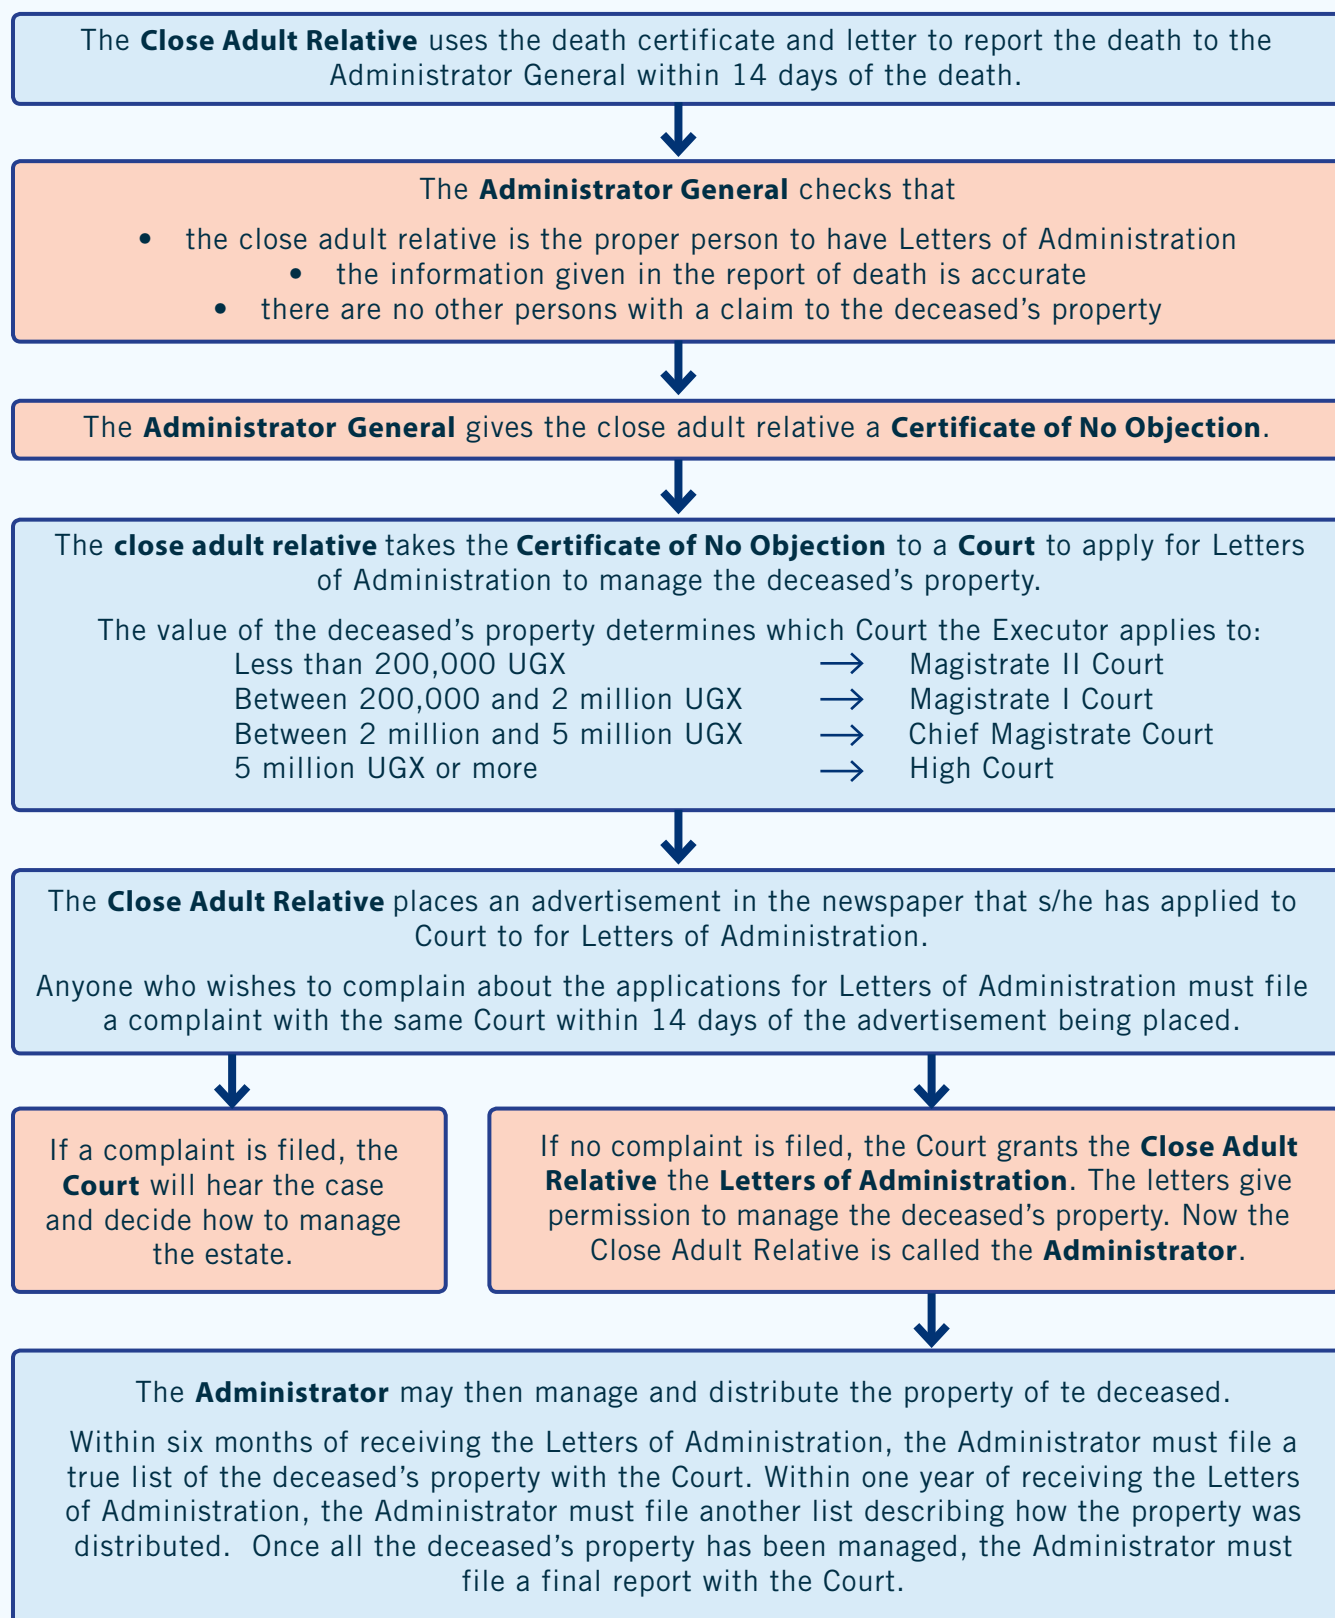 The Close Adult Relative uses the death certificate and letter to report the death to the
Administrator General within 14 days of the death.
The Administrator General checks that
• the close adult relative is the proper person to have Letters of Administration
• the information given in the report of death is accurate
• there are no other persons with a claim to the deceased’s property
The Administrator General gives the close adult relative a Certificate of No Objection.
The close adult relative takes the Certificate of No Objection to a Court to apply for Letters
of Administration to manage the deceased’s property.
The value of the deceased’s property determines which Court the Executor applies to:
Less than 200,000 UGX → Magistrate II Court
Between 200,000 and 2 million UGX → Magistrate I Court
Between 2 million and 5 million UGX → Chief Magistrate Court
5 million UGX or more → High Court
The Close Adult Relative places an advertisement in the newspaper that s/he has applied to
Court to for Letters of Administration.
Anyone who wishes to complain about the applications for Letters of Administration must file
a complaint with the same Court within 14 days of the advertisement being placed.
If a complaint is filed, the
Court will hear the case
and decide how to manage
the estate.
If no complaint is filed, the Court grants the Close Adult
Relative the Letters of Administration. The letters give
permission to manage the deceased’s property. Now the
Close Adult Relative is called the Administrator.
The Administrator may then manage and distribute the property of te deceased.
Within six months of receiving the Letters of Administration, the Administrator must file a
true list of the deceased’s property with the Court. Within one year of receiving the Letters
of Administration, the Administrator must file another list describing how the property was
distributed.  Once all the deceased’s property has been managed, the Administrator must
file a final report with the Court.